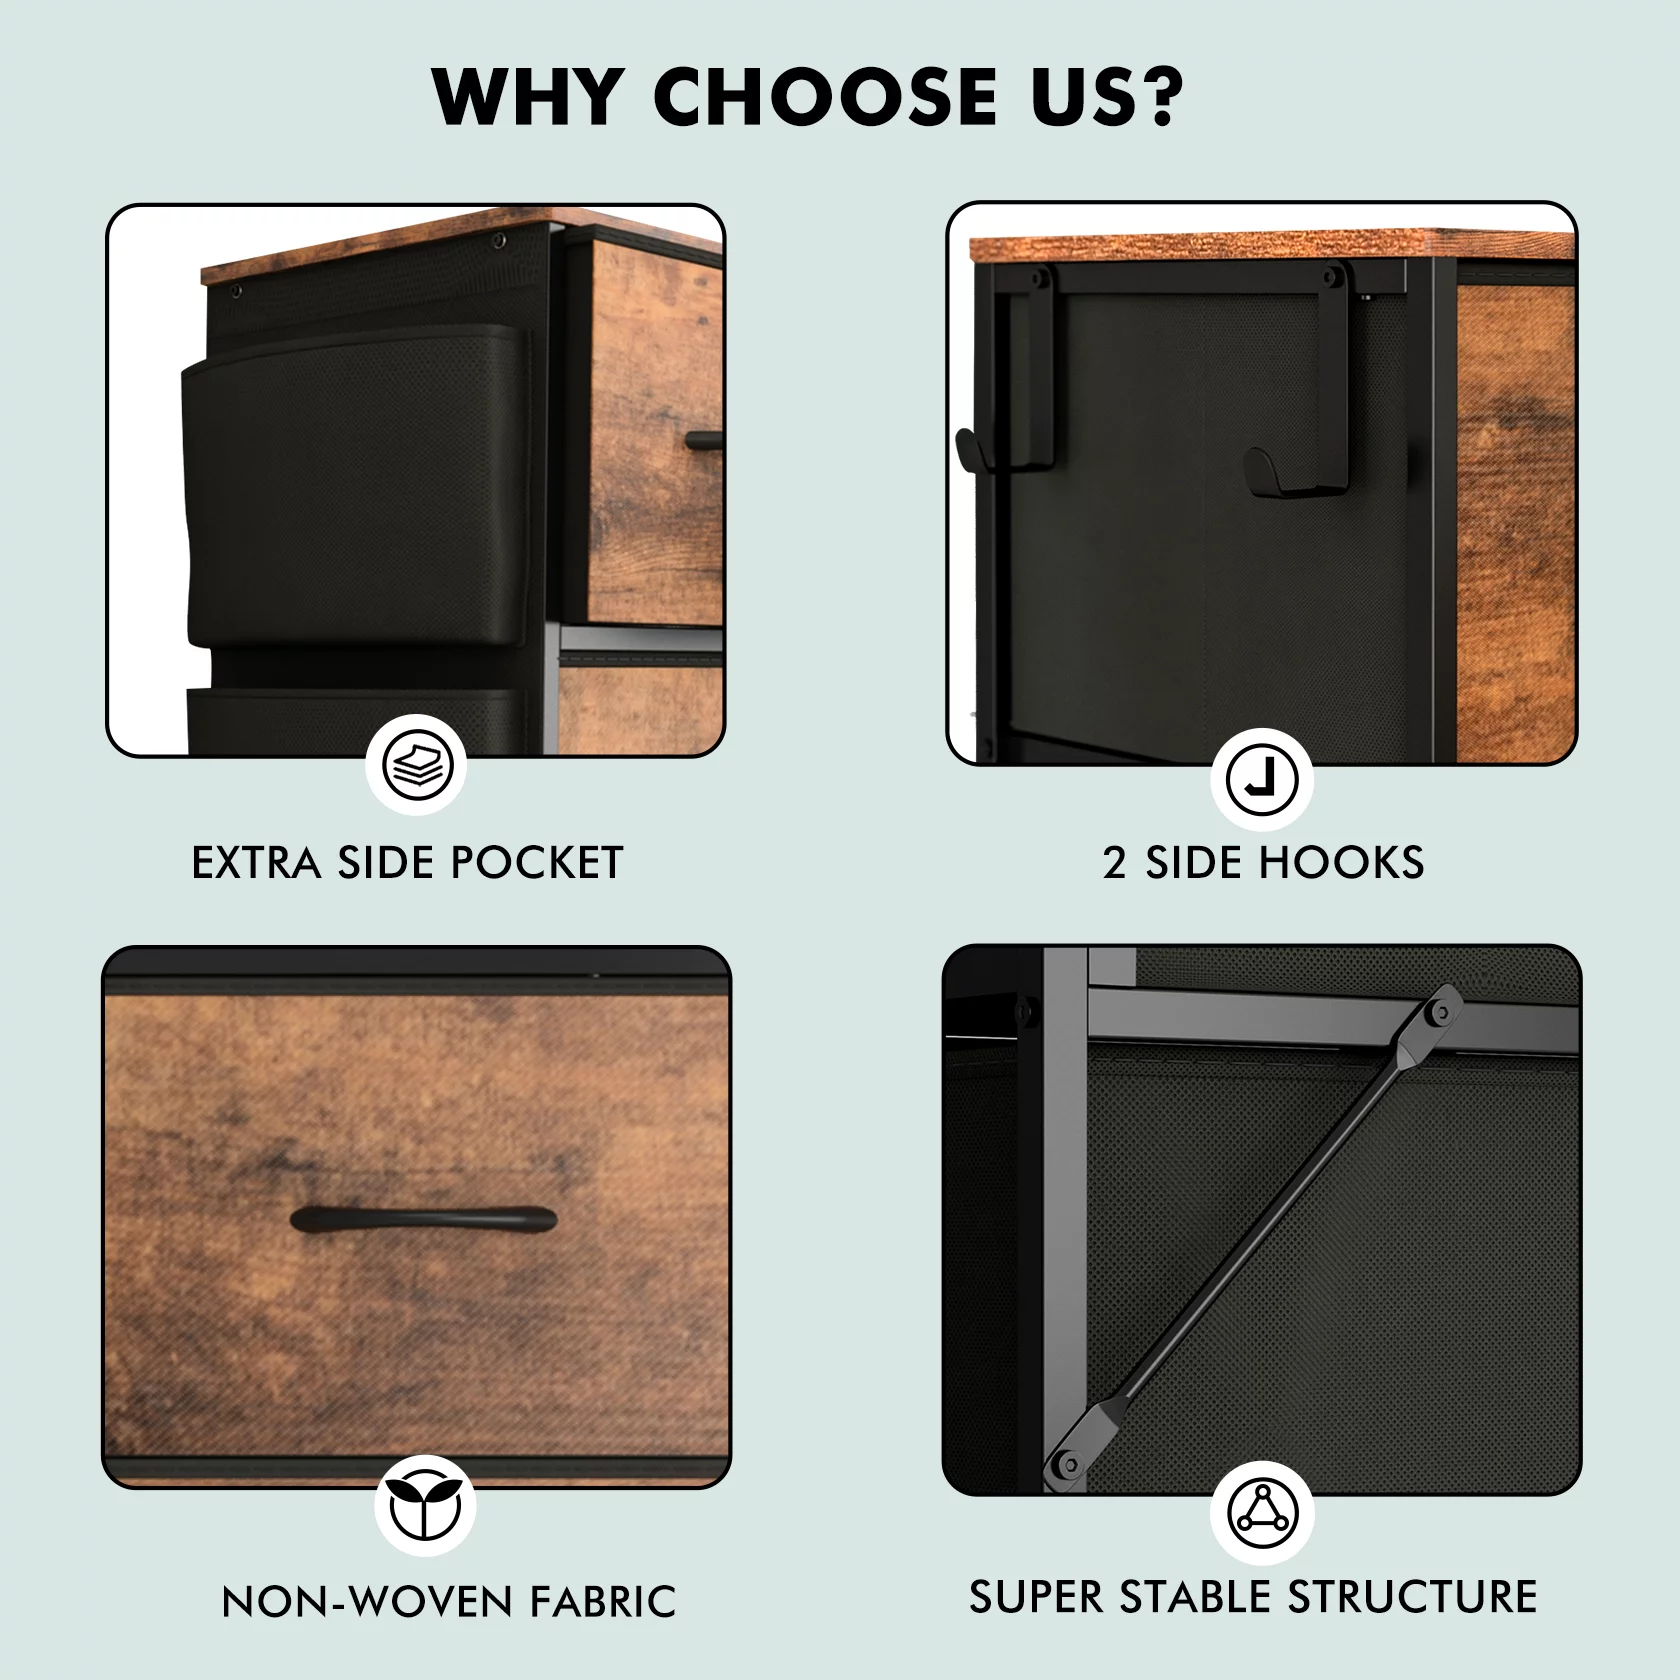 WHY CHOOSE US?
EXTRA SIDE POCKET
2 SIDE HOOKS
NON-WOVEN FABRIC
SUPER STABLE STRUCTURE